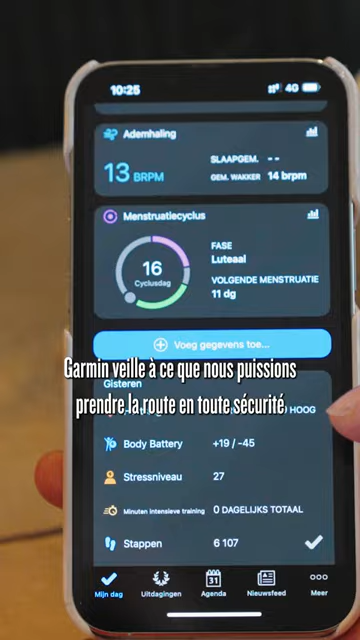 10:25
4G
Ademhaling
13 BRPM
SLAAPGEM. - -
GEM. WAKKER 14 brpm
Menstruatiecyclus
16
Cyclusdag
FASE
Luteaal
VOLGENDE MENSTRUATIE
11 dg
Voeg gegevens toe...
Garmin veille à ce que nous puissions
Gisteren
prendre la route en toute sécurité
HOOG
Body Battery +19 / -45
Stressniveau 27
Minuten intensieve training 0 DAGELIJKS TOTAAL
Stappen 6 107
31
Mijn dag Uitdagingen Agenda Nieuwsfeed Meer